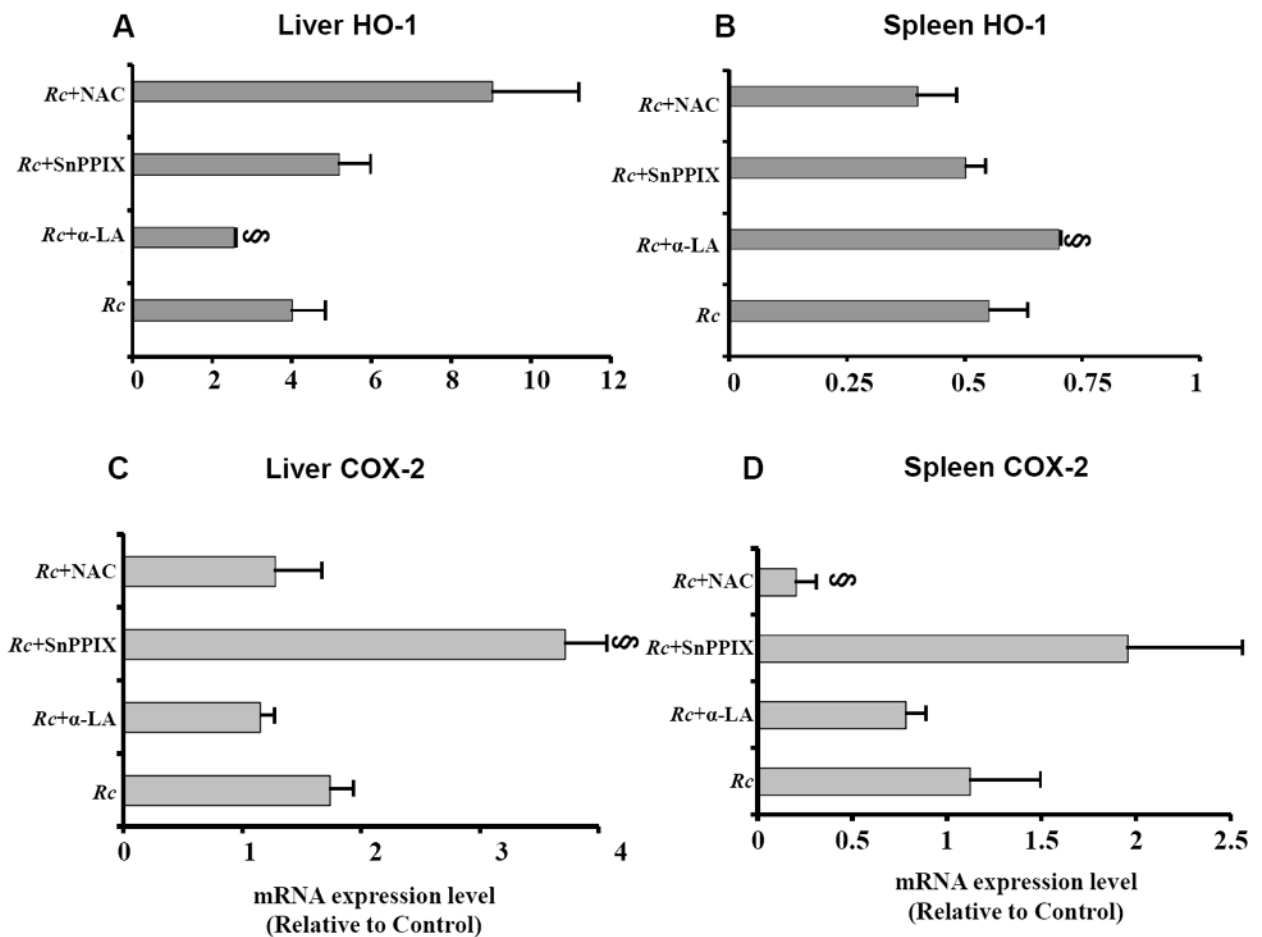 A Liver HO-1
Rc+NAC
Rc+SnPPIX
Rc+α-LA §
Rc
0 2 4 6 8 10 12
B Spleen HO-1
Rc+NAC
Rc+SnPPIX
Rc+α-LA §
Rc
0 0.25 0.5 0.75 1
C Liver COX-2
Rc+NAC
Rc+SnPPIX §
Rc+α-LA
Rc
0 1 2 3 4
mRNA expression level
(Relative to Control)
D Spleen COX-2
Rc+NAC §
Rc+SnPPIX
Rc+α-LA
Rc
0 0.5 1 1.5 2 2.5
mRNA expression level
(Relative to Control)